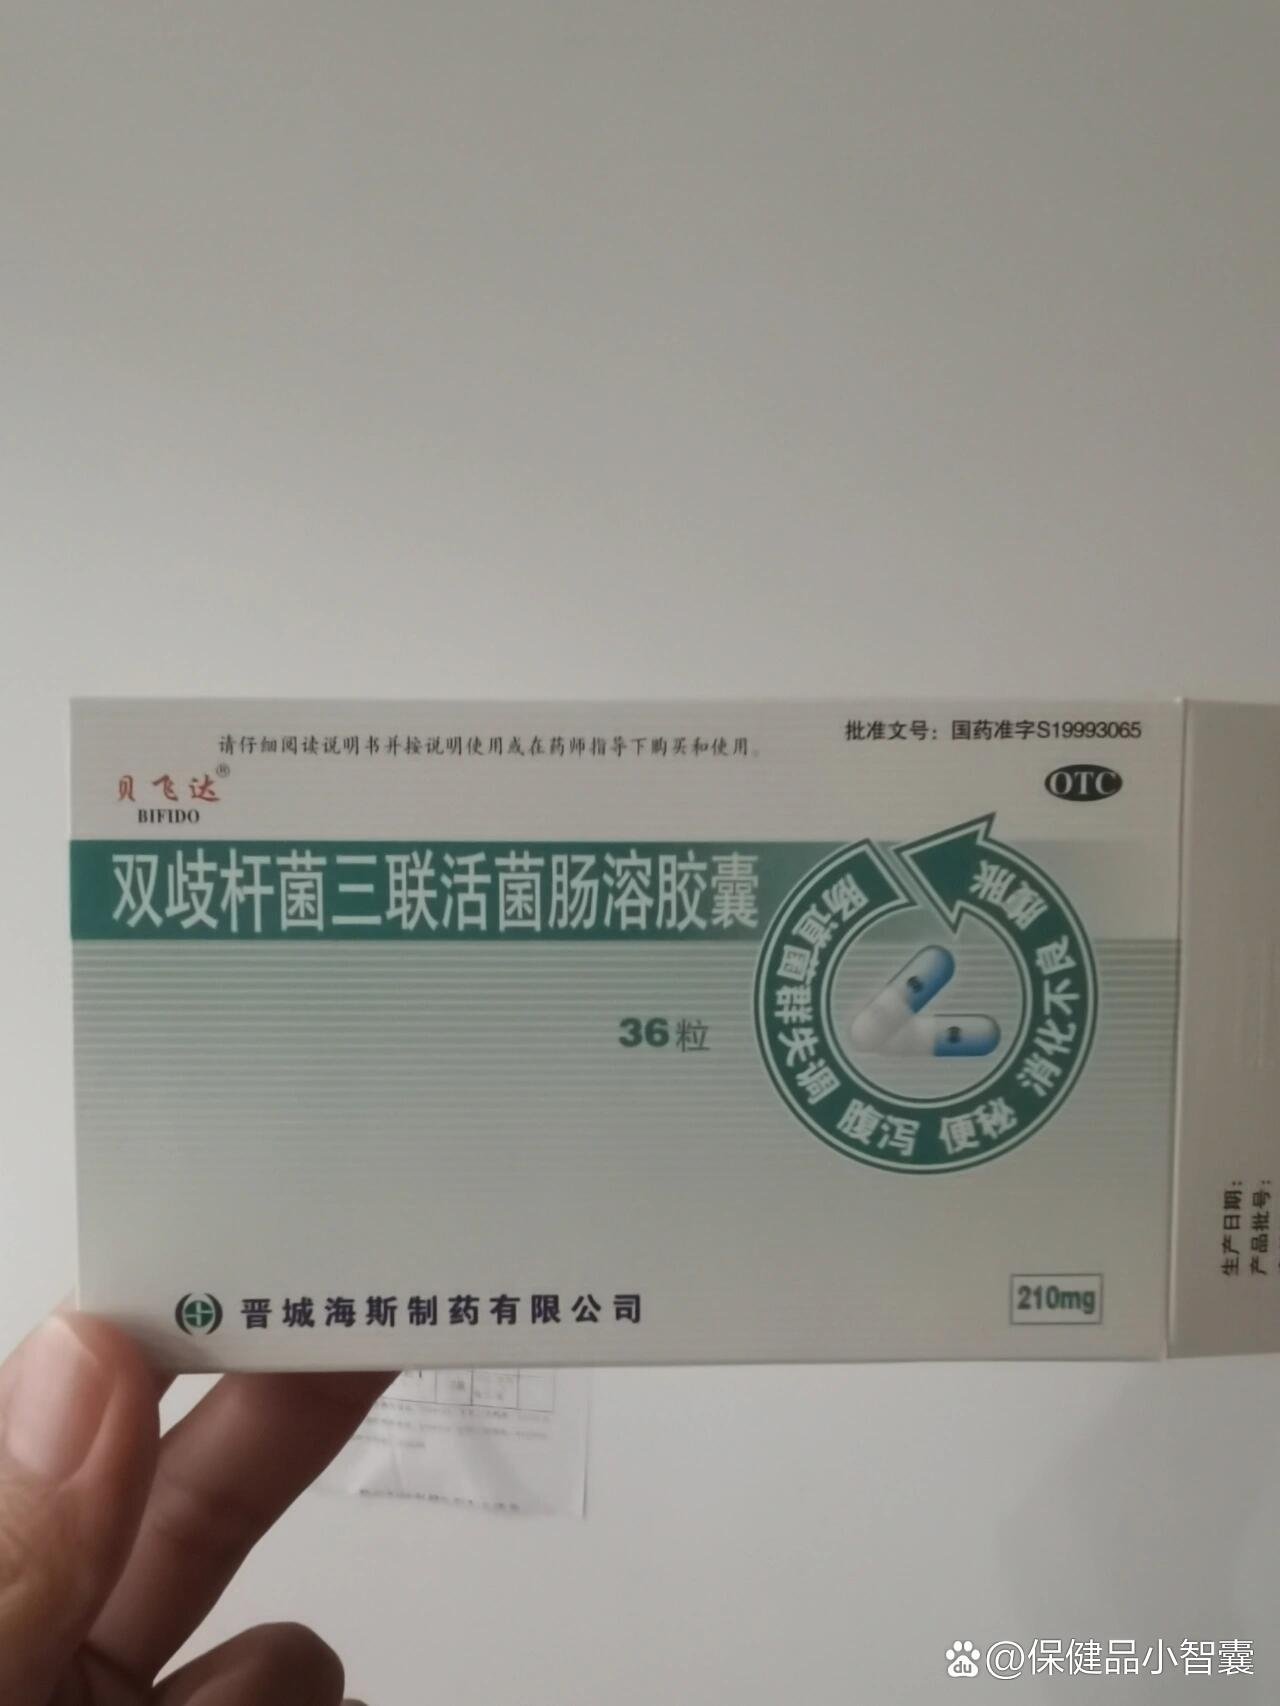 请仔细阅读说明书并按说明使用或在药师指导下购买和使用。
批准文号：国药准字S19993065
贝飞达®
BIFIDO
OTC
双歧杆菌三联活菌肠溶胶囊
肠道菌群失调 腹泻 便秘 消化不良 腹胀
36粒
210mg
晋城海斯制药有限公司
生产日期：
产品批号：
@保健品小智囊